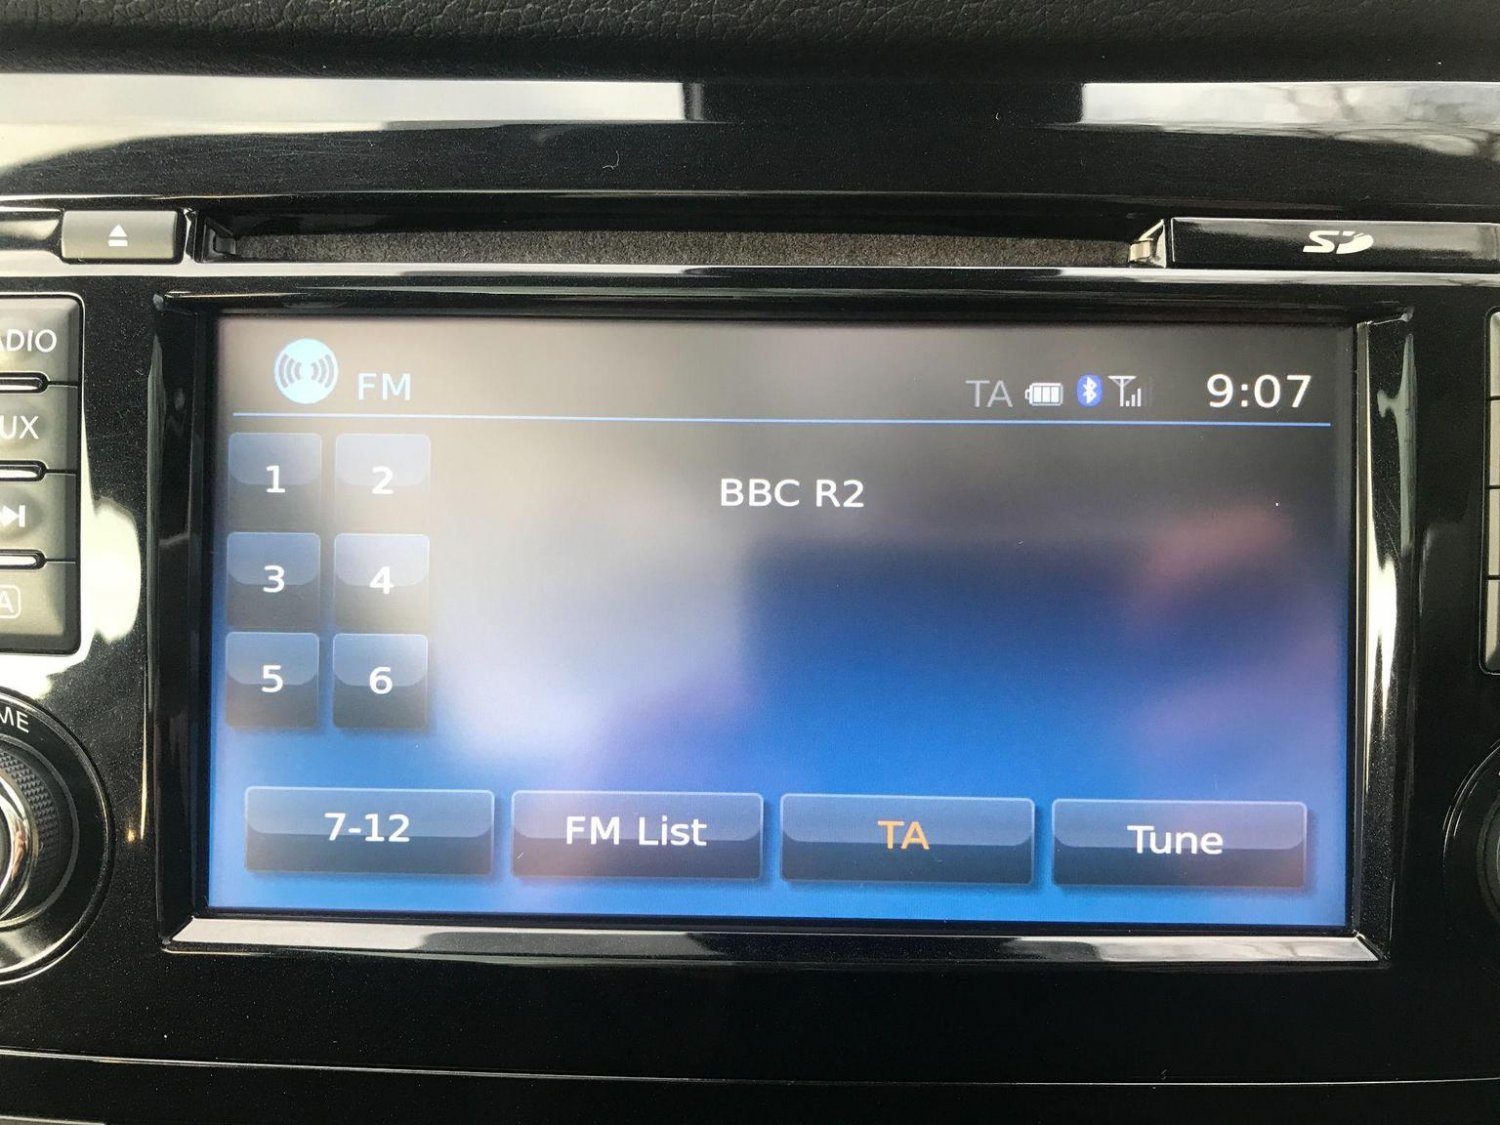 SD
ADIO
FM
TA
9:07
UX
1 2
BBC R2
3 4
A
5 6
ME
7-12
FM List
TA
Tune